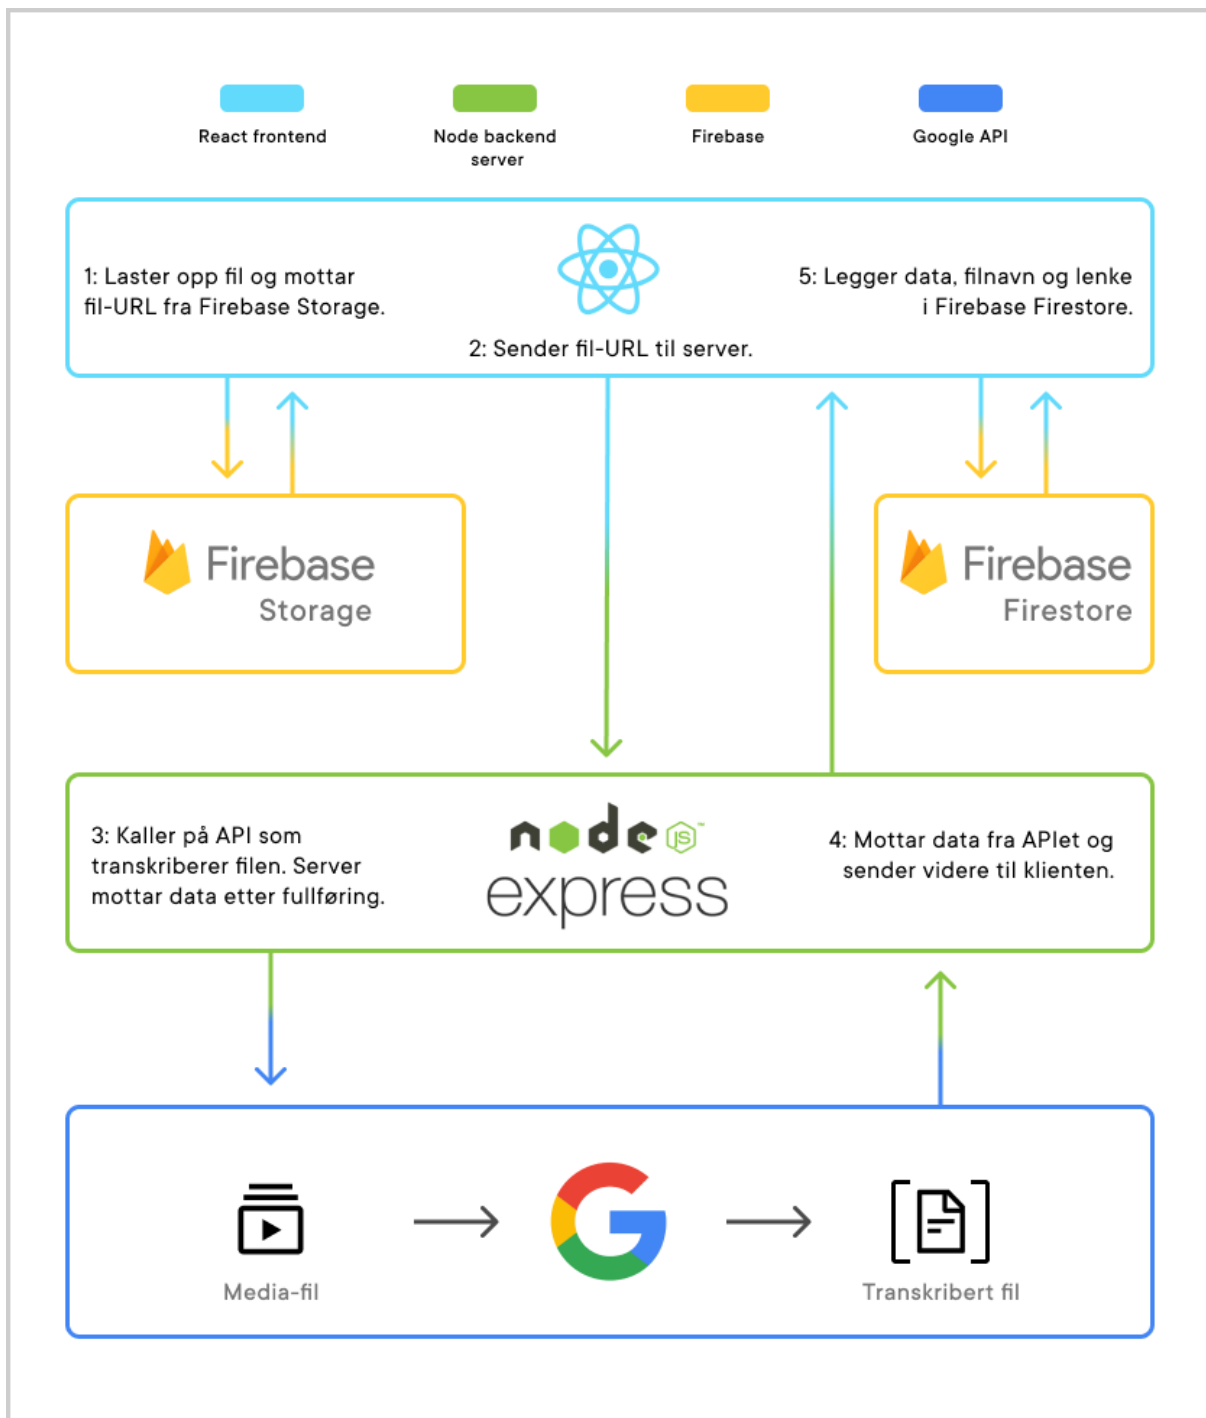 React frontend
Node backend
server
Firebase
Google API
1: Laster opp fil og mottar
fil-URL fra Firebase Storage.
2: Sender fil-URL til server.
5: Legger data, filnavn og lenke
i Firebase Firestore.
Firebase
Storage
Firebase
Firestore
3: Kaller på API som
transkriberer filen. Server
mottar data etter fullføring.
node JS™
express
4: Mottar data fra APIet og
sender videre til klienten.
Media-fil
G
Transkribert fil